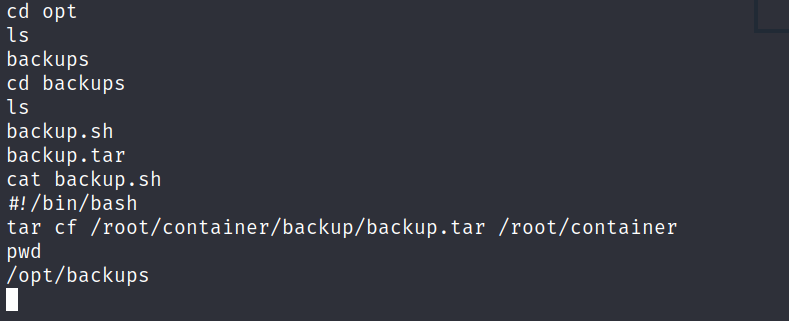 cd opt
ls
backups
cd backups
ls
backup.sh
backup.tar
cat backup.sh
#!/bin/bash
tar cf /root/container/backup/backup.tar /root/container
pwd
/opt/backups